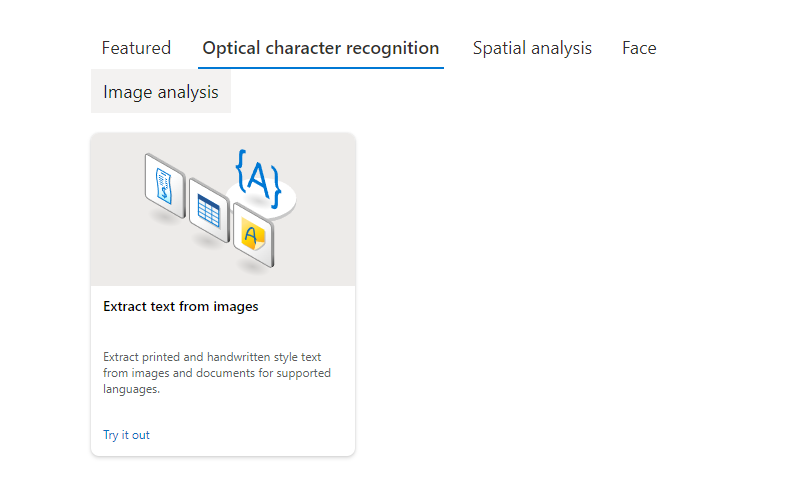 Featured
Optical character recognition
Spatial analysis
Face
Image analysis
{A}
A
Extract text from images
Extract printed and handwritten style text
from images and documents for supported
languages.
Try it out